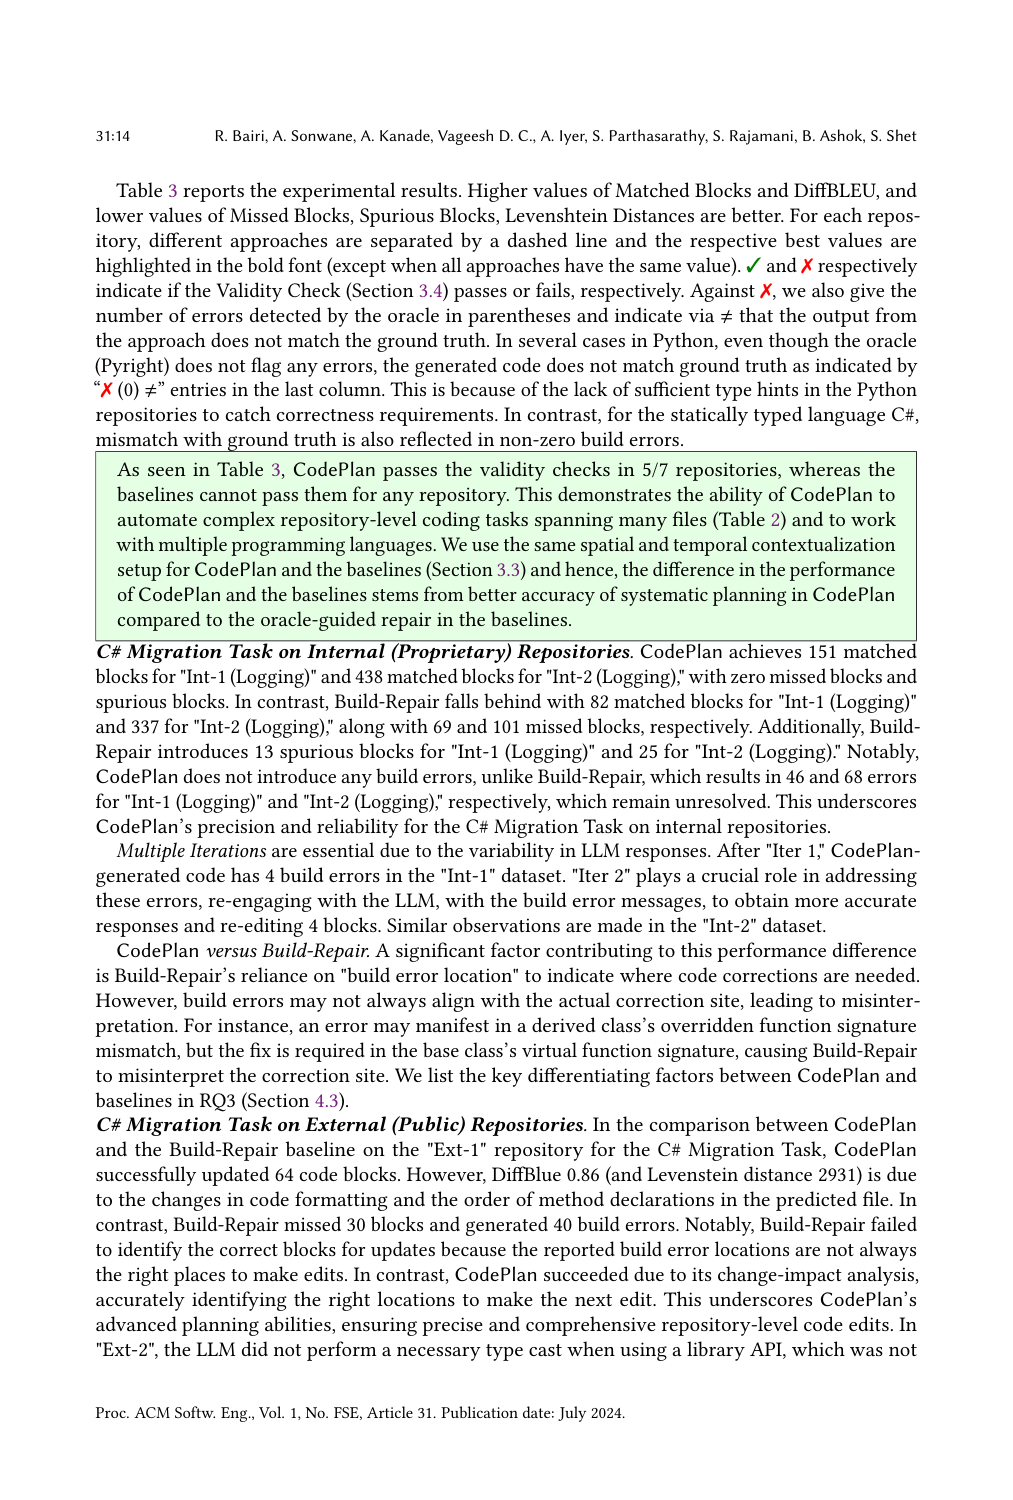 31:14 R. Bairi, A. Sonwane, A. Kanade, Vageesh D. C., A. Iyer, S. Parthasarathy, S. Rajamani, B. Ashok, S. Shet
Table 3 reports the experimental results. Higher values of Matched Blocks and DiffBLEU, and
lower values of Missed Blocks, Spurious Blocks, Levenshtein Distances are better. For each repos-
itory, different approaches are separated by a dashed line and the respective best values are
highlighted in the bold font (except when all approaches have the same value). ✓ and ✗ respectively
indicate if the Validity Check (Section 3.4) passes or fails, respectively. Against ✗, we also give the
number of errors detected by the oracle in parentheses and indicate via ≠ that the output from
the approach does not match the ground truth. In several cases in Python, even though the oracle
(Pyright) does not flag any errors, the generated code does not match ground truth as indicated by
“✗ (0) ≠” entries in the last column. This is because of the lack of sufficient type hints in the Python
repositories to catch correctness requirements. In contrast, for the statically typed language C#,
mismatch with ground truth is also reflected in non-zero build errors.
As seen in Table 3, CodePlan passes the validity checks in 5/7 repositories, whereas the
baselines cannot pass them for any repository. This demonstrates the ability of CodePlan to
automate complex repository-level coding tasks spanning many files (Table 2) and to work
with multiple programming languages. We use the same spatial and temporal contextualization
setup for CodePlan and the baselines (Section 3.3) and hence, the difference in the performance
of CodePlan and the baselines stems from better accuracy of systematic planning in CodePlan
compared to the oracle-guided repair in the baselines.
C# Migration Task on Internal (Proprietary) Repositories. CodePlan achieves 151 matched
blocks for "Int-1 (Logging)" and 438 matched blocks for "Int-2 (Logging)," with zero missed blocks and
spurious blocks. In contrast, Build-Repair falls behind with 82 matched blocks for "Int-1 (Logging)"
and 337 for "Int-2 (Logging)," along with 69 and 101 missed blocks, respectively. Additionally, Build-
Repair introduces 13 spurious blocks for "Int-1 (Logging)" and 25 for "Int-2 (Logging)." Notably,
CodePlan does not introduce any build errors, unlike Build-Repair, which results in 46 and 68 errors
for "Int-1 (Logging)" and "Int-2 (Logging)," respectively, which remain unresolved. This underscores
CodePlan's precision and reliability for the C# Migration Task on internal repositories.
Multiple Iterations are essential due to the variability in LLM responses. After "Iter 1," CodePlan-
generated code has 4 build errors in the "Int-1" dataset. "Iter 2" plays a crucial role in addressing
these errors, re-engaging with the LLM, with the build error messages, to obtain more accurate
responses and re-editing 4 blocks. Similar observations are made in the "Int-2" dataset.
CodePlan versus Build-Repair. A significant factor contributing to this performance difference
is Build-Repair's reliance on "build error location" to indicate where code corrections are needed.
However, build errors may not always align with the actual correction site, leading to misinter-
pretation. For instance, an error may manifest in a derived class's overridden function signature
mismatch, but the fix is required in the base class's virtual function signature, causing Build-Repair
to misinterpret the correction site. We list the key differentiating factors between CodePlan and
baselines in RQ3 (Section 4.3).
C# Migration Task on External (Public) Repositories. In the comparison between CodePlan
and the Build-Repair baseline on the "Ext-1" repository for the C# Migration Task, CodePlan
successfully updated 64 code blocks. However, DiffBlue 0.86 (and Levenstein distance 2931) is due
to the changes in code formatting and the order of method declarations in the predicted file. In
contrast, Build-Repair missed 30 blocks and generated 40 build errors. Notably, Build-Repair failed
to identify the correct blocks for updates because the reported build error locations are not always
the right places to make edits. In contrast, CodePlan succeeded due to its change-impact analysis,
accurately identifying the right locations to make the next edit. This underscores CodePlan's
advanced planning abilities, ensuring precise and comprehensive repository-level code edits. In
"Ext-2", the LLM did not perform a necessary type cast when using a library API, which was not
Proc. ACM Softw. Eng., Vol. 1, No. FSE, Article 31. Publication date: July 2024.